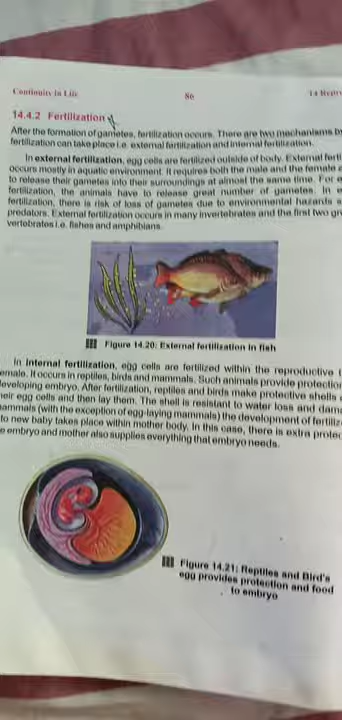 Continuity in Life
86
14 Repro
14.4.2 Fertilization
After the formation of gametes, fertilization occurs. There are two mechanisms by
fertilization can take place i.e. external fertilization and internal fertilization.
In external fertilization, egg cells are fertilized outside of body. External ferti
occurs mostly in aquatic environment. It requires both the male and the female
to release their gametes into their surroundings at almost the same time. For
fertilization, the animals have to release great number of gametes. In
fertilization, there is risk of loss of gametes due to environmental hazards
predators. External fertilization occurs in many invertebrates and the first two
vertebrates i.e. fishes and amphibians.
Figure 14.20: External fertilization in fish
In internal fertilization, egg cells are fertilized within the reproductive
emale. It occurs in reptiles, birds and mammals. Such animals provide protection
eveloping embryo. After fertilization, reptiles and birds make protective shells
heir egg cells and then lay them. The shell is resistant to water loss and dama
ammals (with the exception of egg-laying mammals) the development of fertiliz
to new baby takes place within mother body. In this case, there is extra protec
e embryo and mother also supplies everything that embryo needs.
Figure 14.21: Reptiles and Bird's
egg provides protection and food
to embryo